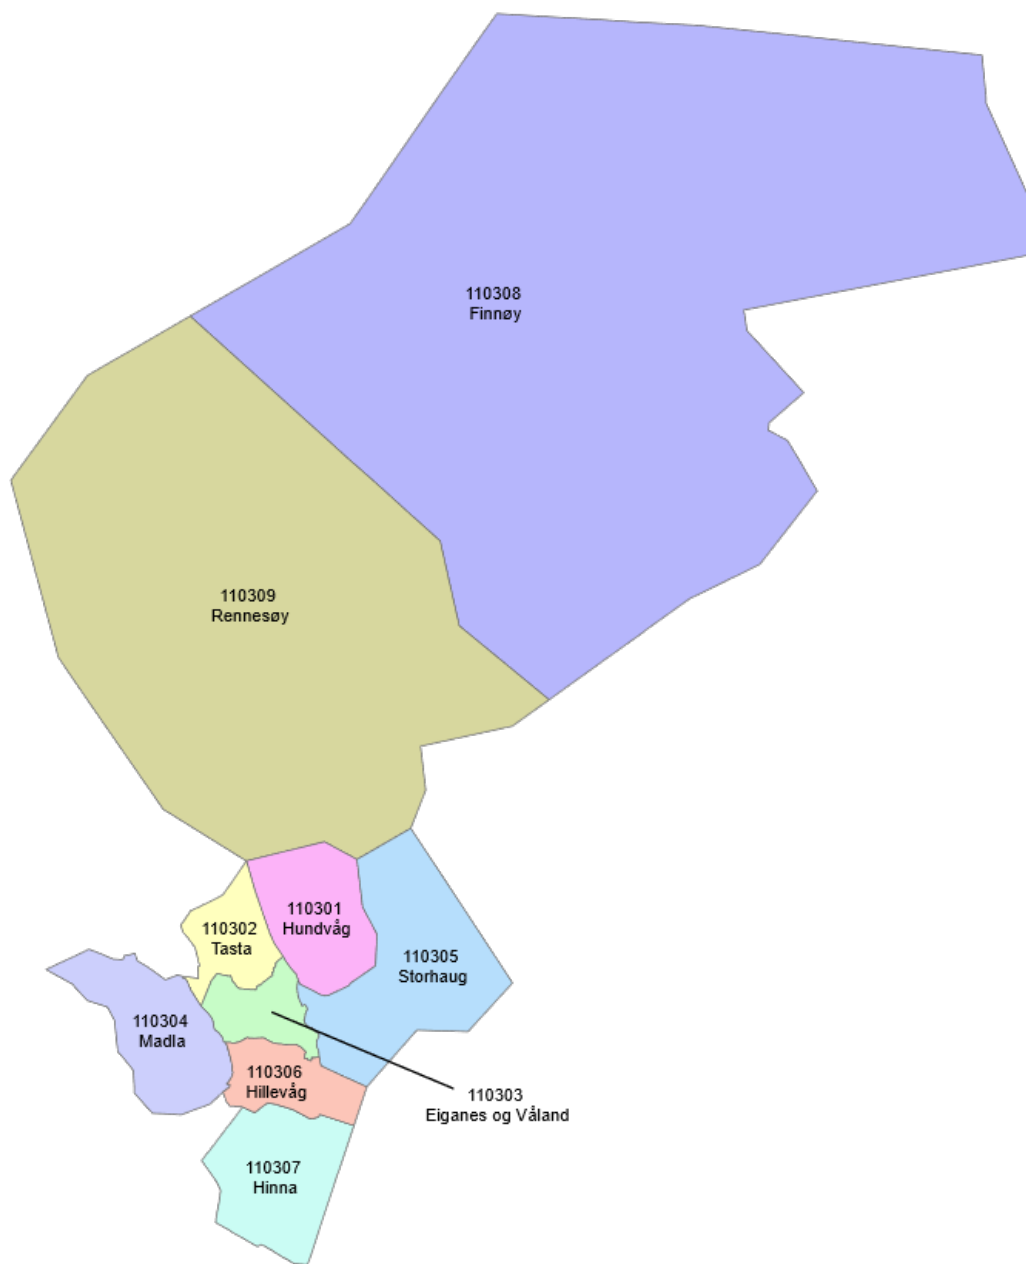 110308
Finnøy
110309
Rennesøy
110301
Hundvåg
110302
Tasta
110305
Storhaug
110304
Madla
110306
Hillevåg
110303
Eiganes og Våland
110307
Hinna